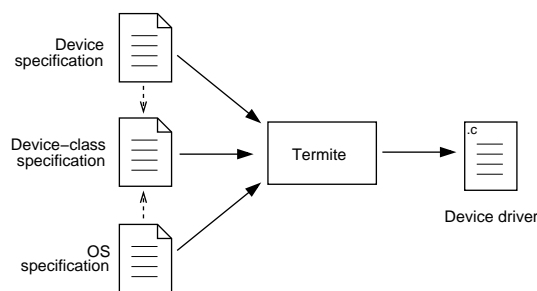 Device
specification
Device−class
specification
OS
specification
Termite
.c
Device driver